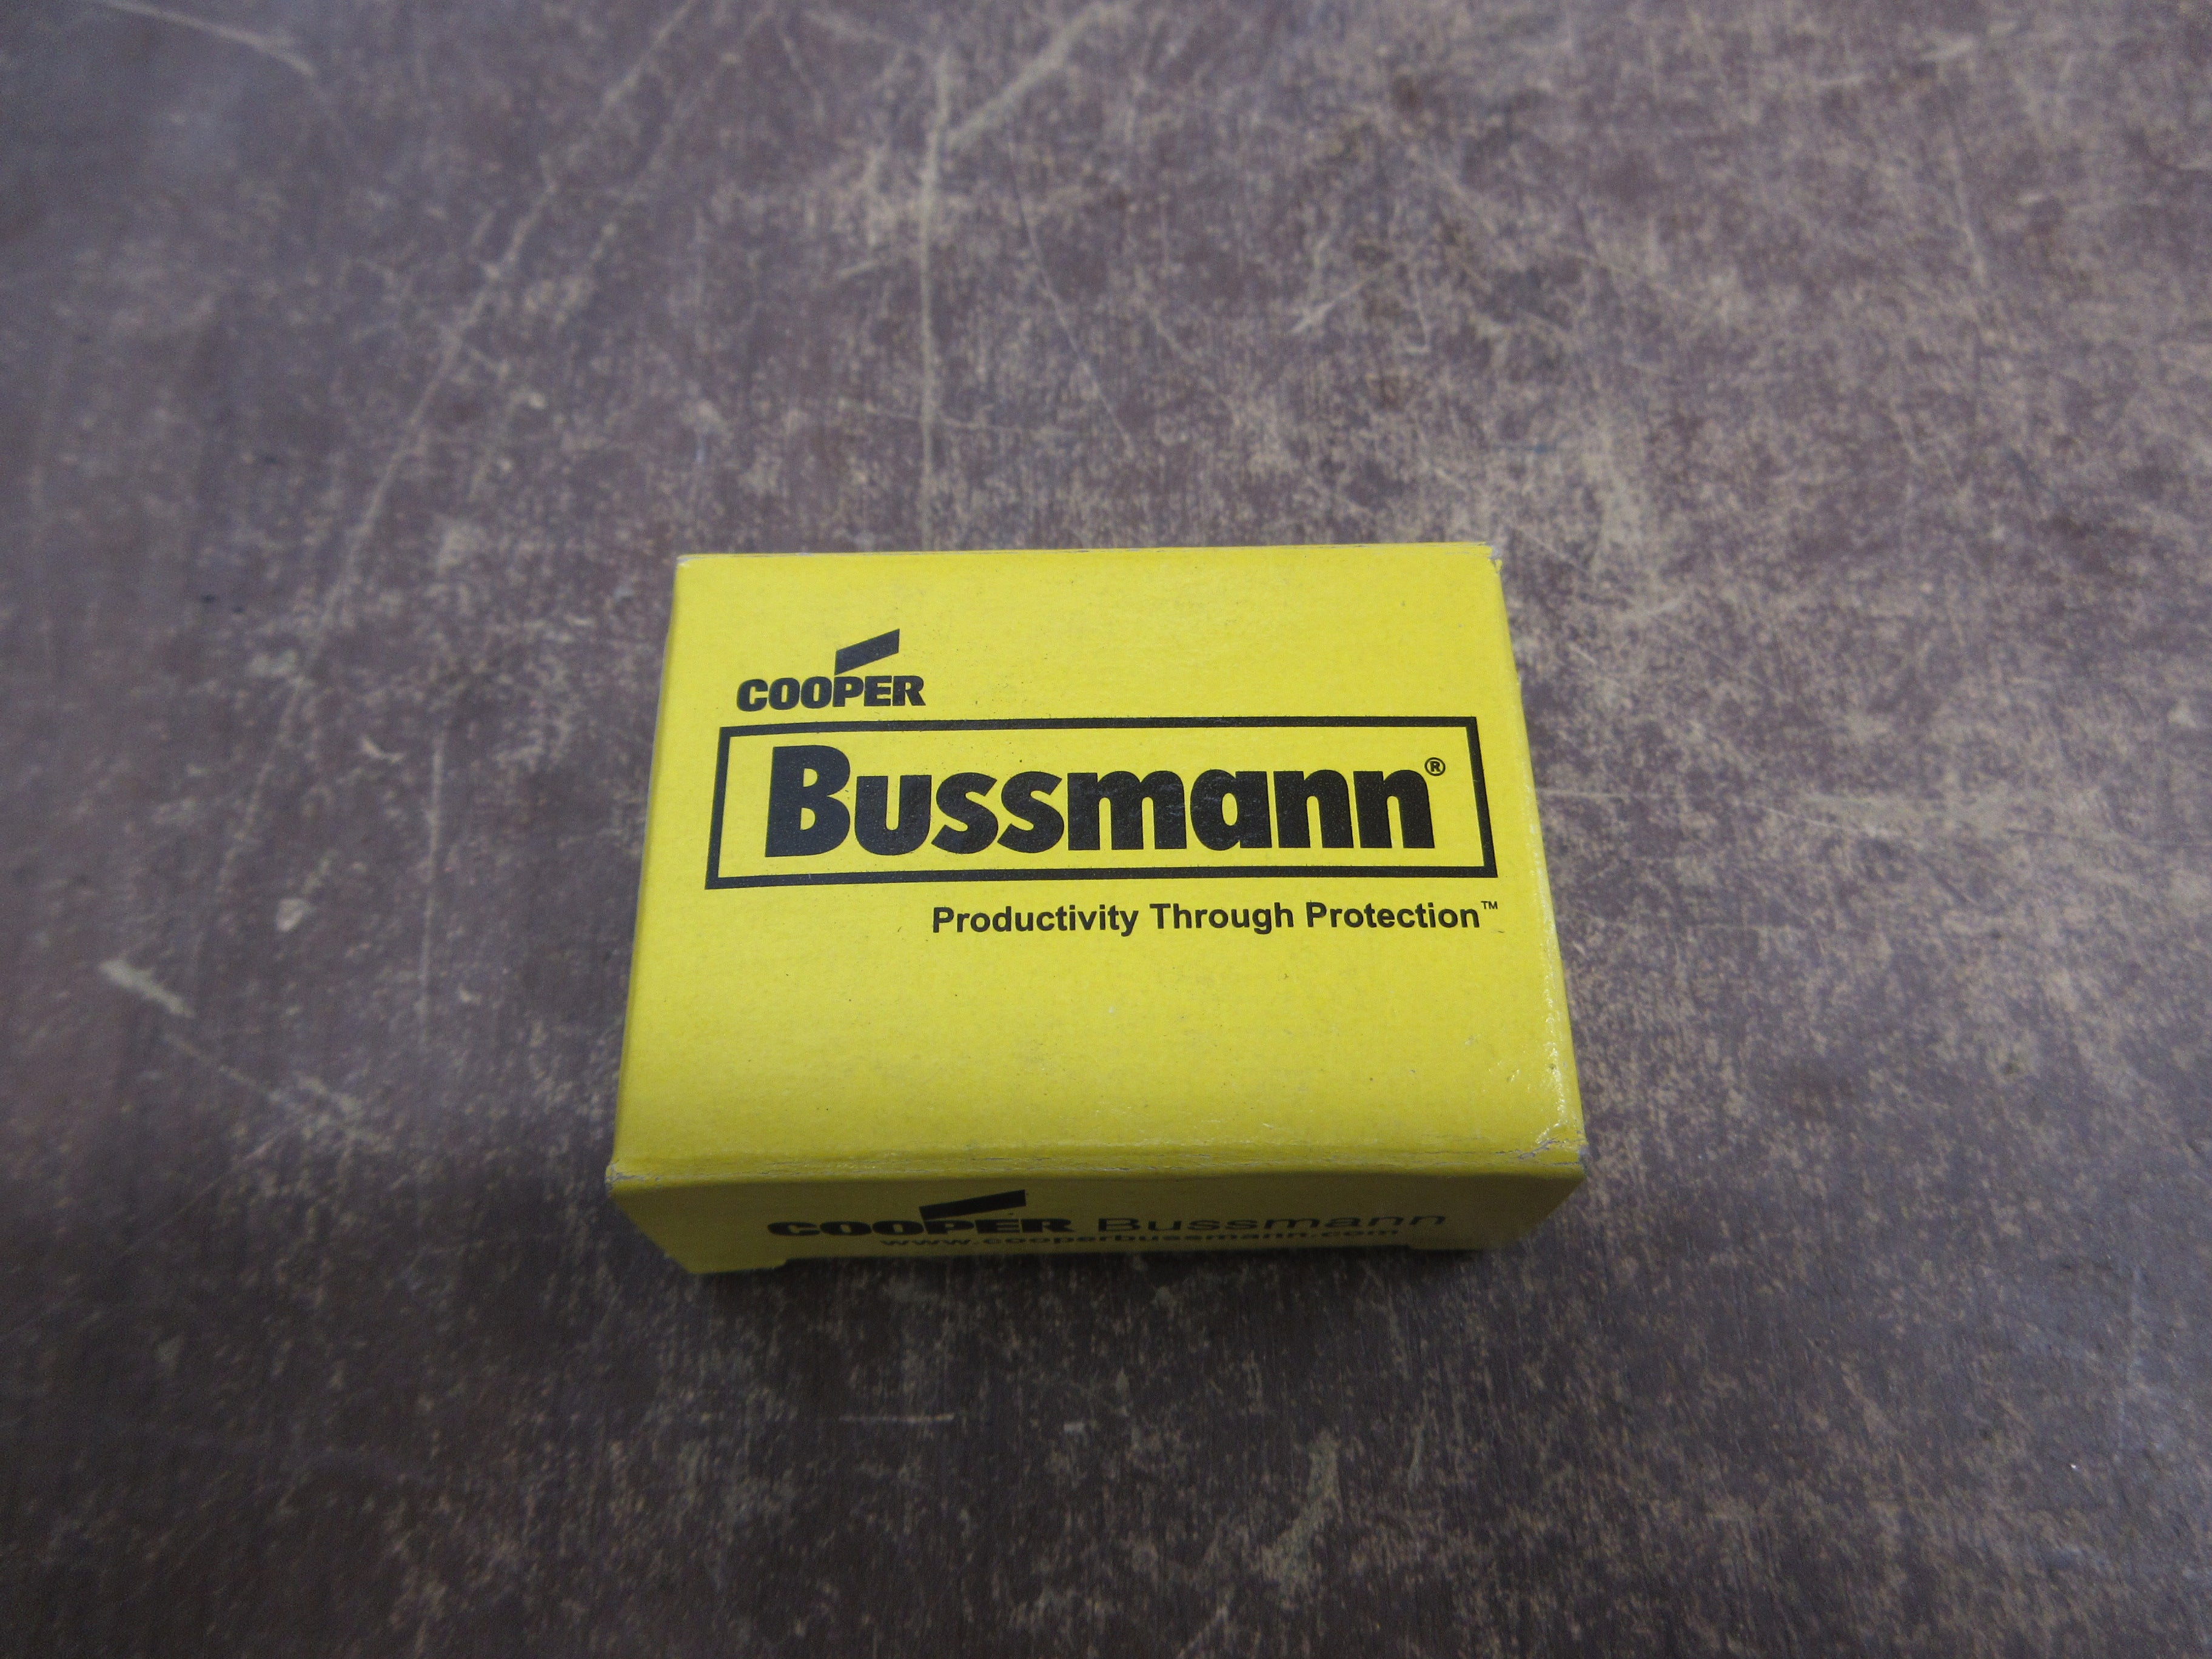 COOPER
Bussmann®
Productivity Through Protection™
COOPER Bussmann
www.cooperbussmann.com